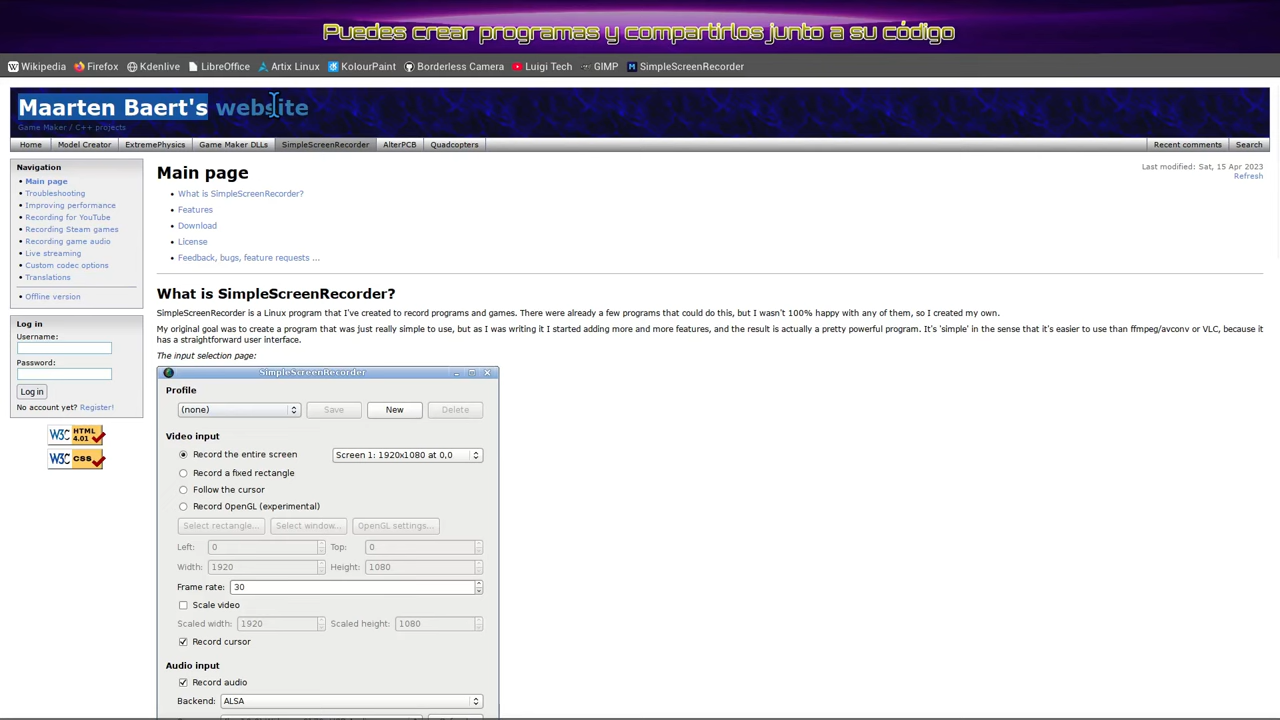 Puedes crear programas y compartirlos junto a su código
Wikipedia Firefox Kdenlive LibreOffice Artix Linux KolourPaint Borderless Camera Luigi Tech GIMP SimpleScreenRecorder
Maarten Baert's website
Game Maker / C++ projects
Home Model Creator ExtremePhysics Game Maker DLLs SimpleScreenRecorder AlterPCB Quadcopters Recent comments Search
Navigation
Main page
Troubleshooting
Improving performance
Recording for YouTube
Recording Steam games
Recording game audio
Live streaming
Custom codec options
Translations
Offline version
Log in
Username:
Password:
Log in
No account yet? Register!
W3C HTML 4.01
W3C CSS
Main page
Last modified: Sat, 15 Apr 2023
Refresh
What is SimpleScreenRecorder?
Features
Download
License
Feedback, bugs, feature requests ...
What is SimpleScreenRecorder?
SimpleScreenRecorder is a Linux program that I've created to record programs and games. There were already a few programs that could do this, but I wasn't 100% happy with any of them, so I created my own.
My original goal was to create a program that was just really simple to use, but as I was writing it I started adding more and more features, and the result is actually a pretty powerful program. It's 'simple' in the sense that it's easier to use than ffmpeg/avconv or VLC, because it
has a straightforward user interface.
The input selection page:
SimpleScreenRecorder
Profile
(none) Save New Delete
Video input
Record the entire screen Screen 1: 1920x1080 at 0,0
Record a fixed rectangle
Follow the cursor
Record OpenGL (experimental)
Select rectangle... Select window... OpenGL settings...
Left: 0 Top: 0
Width: 1920 Height: 1080
Frame rate: 30
Scale video
Scaled width: 1920 Scaled height: 1080
Record cursor
Audio input
Record audio
Backend: ALSA